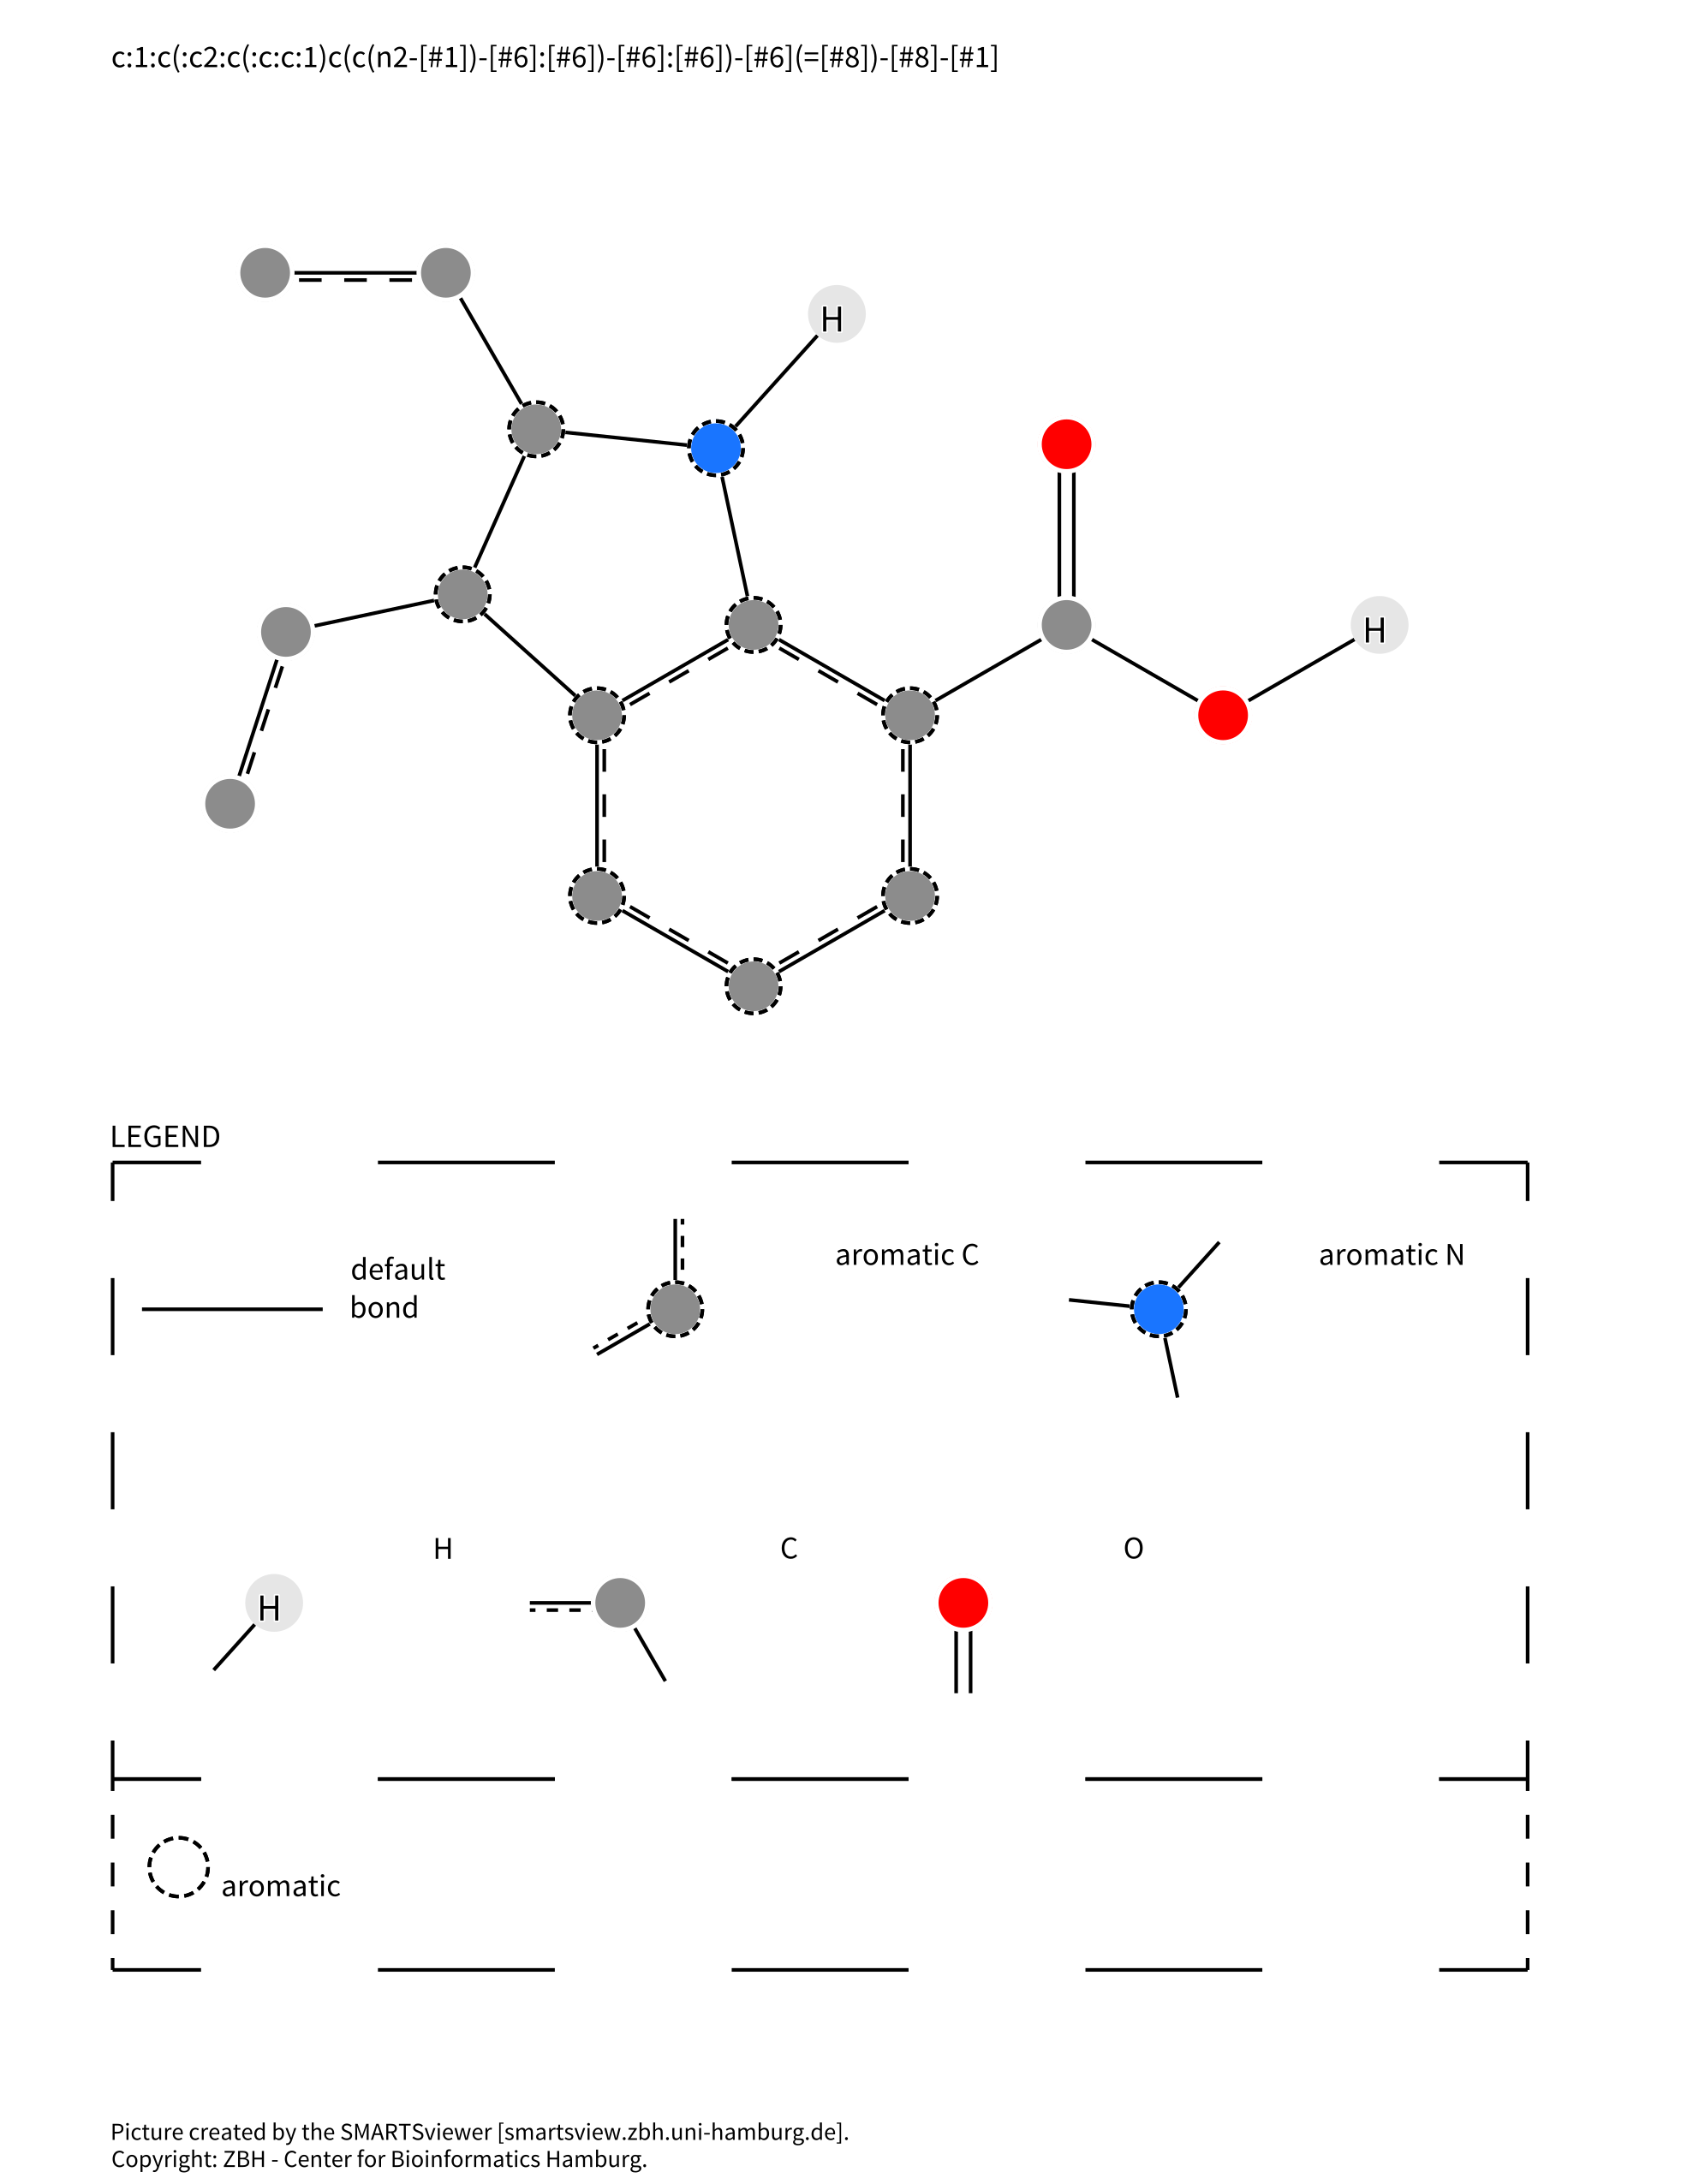 c:1:c(:c2:c(:c:c:1)c(c(n2-[#1])-[#6]:[#6])-[#6]:[#6])-[#6](=[#8])-[#8]-[#1]
H
H
LEGEND
default
bond
aromatic C
aromatic N
H
C
O
H
aromatic
Picture created by the SMARTSviewer [smartsview.zbh.uni-hamburg.de].
Copyright: ZBH - Center for Bioinformatics Hamburg.